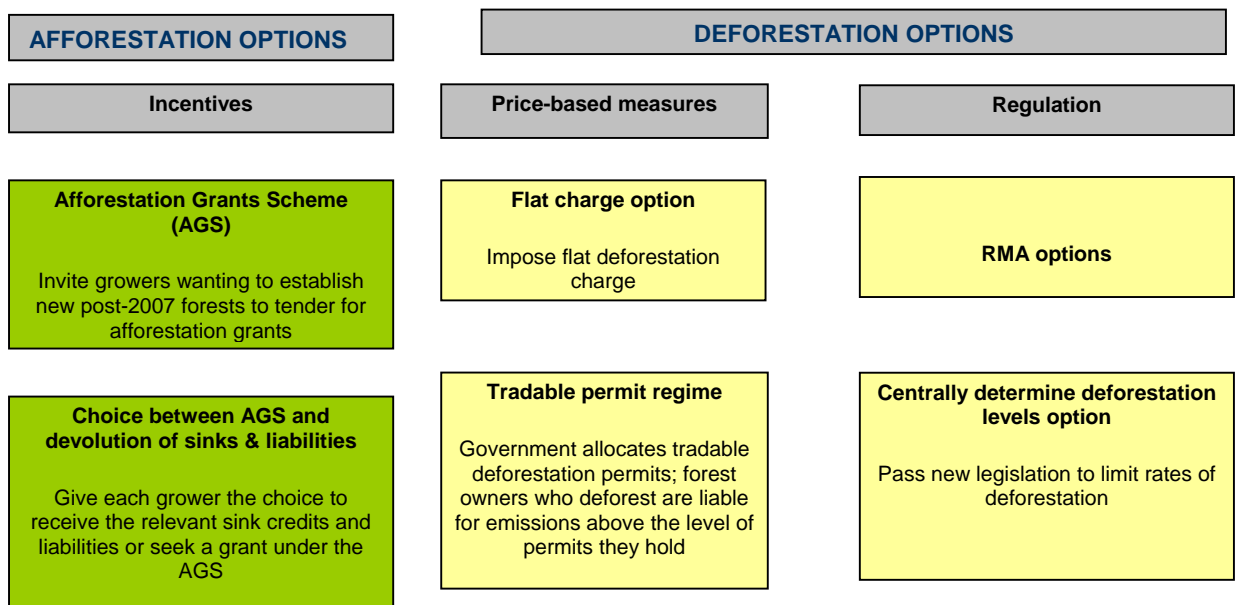 AFFORESTATION OPTIONS
DEFORESTATION OPTIONS
Incentives
Price-based measures
Regulation
Afforestation Grants Scheme
(AGS)
Invite growers wanting to establish
new post-2007 forests to tender for
afforestation grants
Flat charge option
Impose flat deforestation
charge
RMA options
Choice between AGS and
devolution of sinks & liabilities
Give each grower the choice to
receive the relevant sink credits and
liabilities or seek a grant under the
AGS
Tradable permit regime
Government allocates tradable
deforestation permits; forest
owners who deforest are liable
for emissions above the level of
permits they hold
Centrally determine deforestation
levels option
Pass new legislation to limit rates of
deforestation